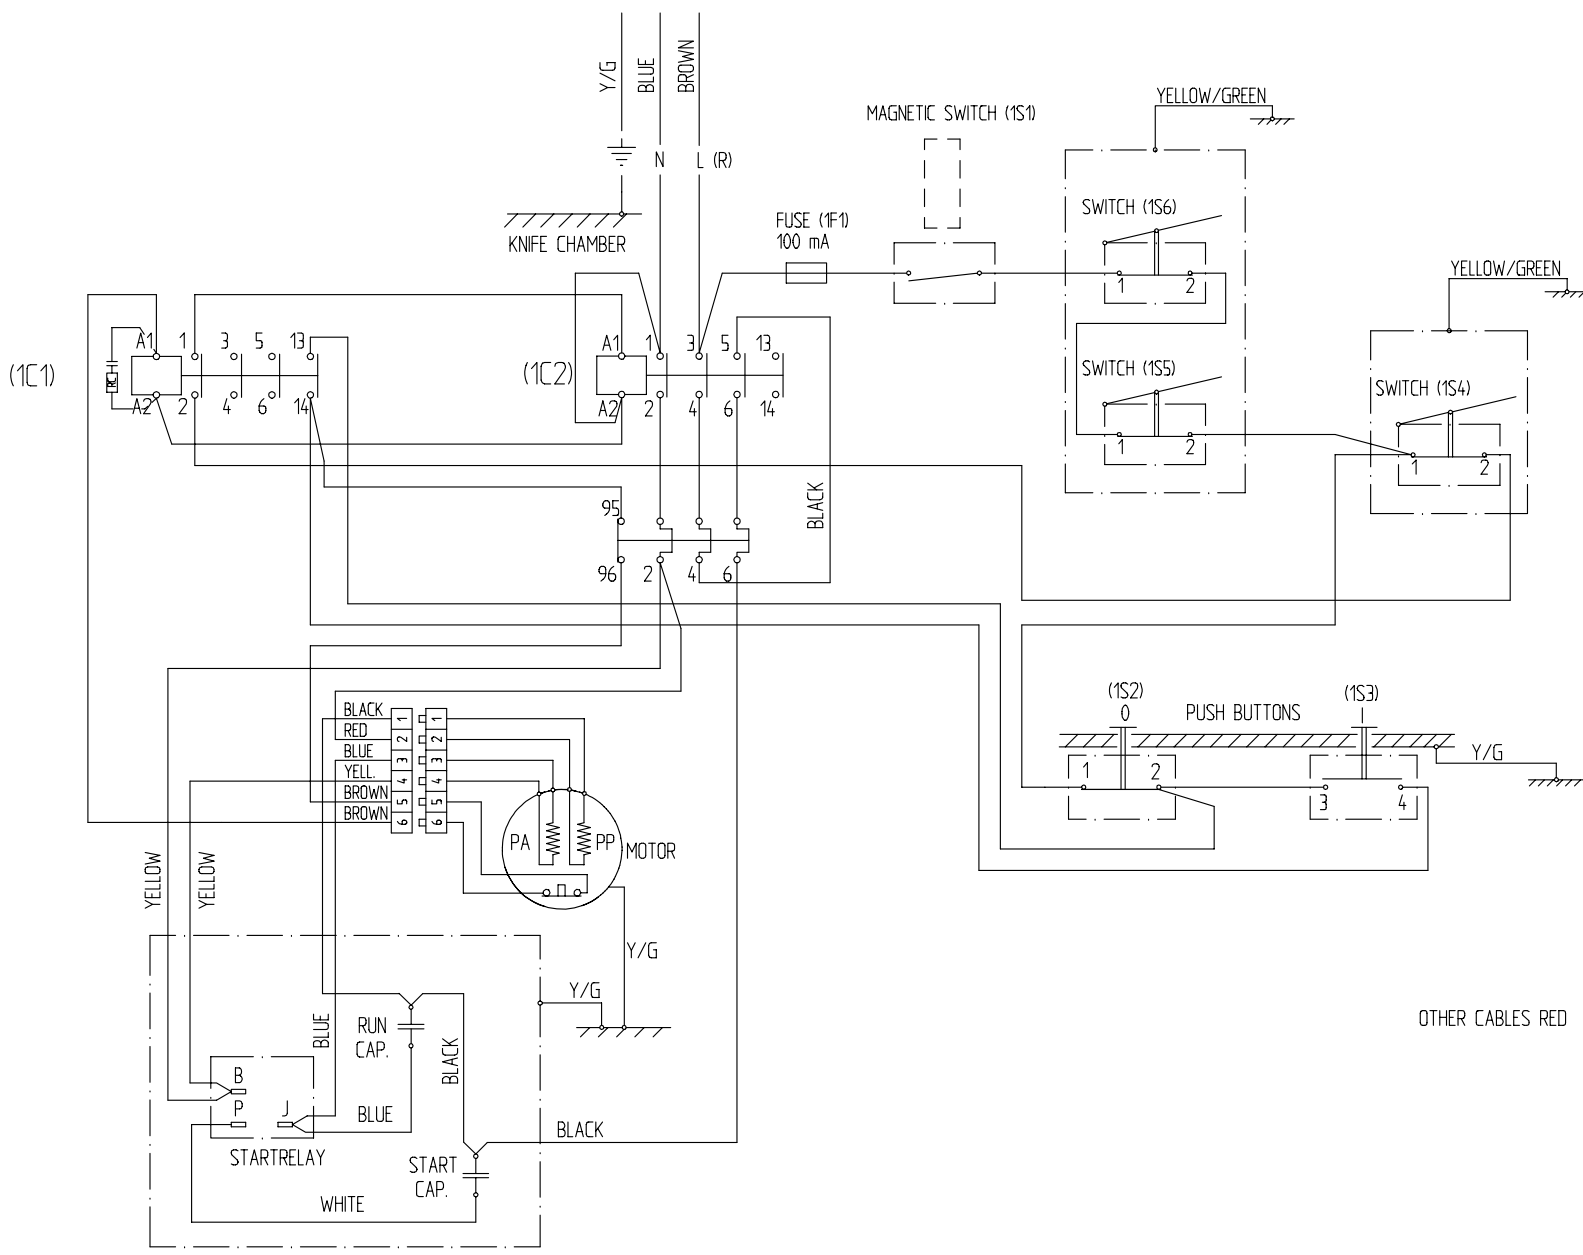 Y/G
BLUE
BROWN
N
L (R)
KNIFE CHAMBER
MAGNETIC SWITCH (1S1)
FUSE (1F1)
100 mA
YELLOW/GREEN
SWITCH (1S6)
1
2
SWITCH (1S5)
1
2
YELLOW/GREEN
SWITCH (1S4)
1
2
(1C1)
RC
A1
1
3
5
13
A2
2
4
6
14
(1C2)
A1
1
3
5
13
A2
2
4
6
14
BLACK
95
96
2
4
6
(1S2)
0
PUSH BUTTONS
(1S3)
I
Y/G
1
2
3
4
BLACK
RED
BLUE
YELL.
BROWN
BROWN
1
2
3
4
5
6
1
2
3
4
5
6
PA
PP
MOTOR
YELLOW
YELLOW
Y/G
Y/G
BLUE
RUN
CAP.
BLACK
B
P
J
BLUE
STARTRELAY
START
CAP.
BLACK
WHITE
OTHER CABLES RED